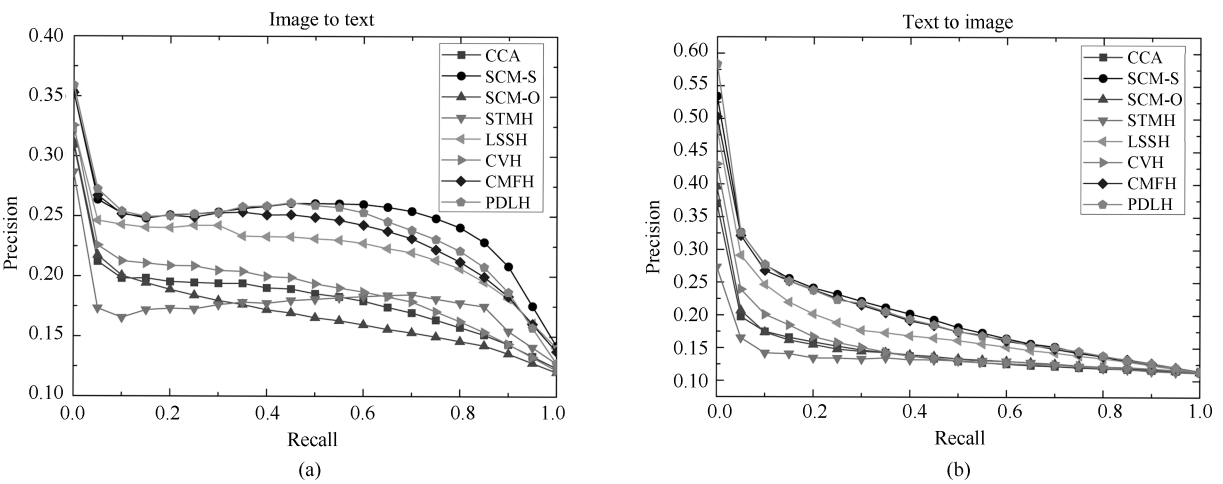 Image to text
0.40
0.35
0.30
0.25
0.20
0.15
0.10
Precision
0.0 0.2 0.4 0.6 0.8 1.0
Recall
CCA
SCM-S
SCM-O
STMH
LSSH
CVH
CMFH
PDLH
(a)
Text to image
0.60
0.55
0.50
0.45
0.40
0.35
0.30
0.25
0.20
0.15
0.10
Precision
0.0 0.2 0.4 0.6 0.8 1.0
Recall
CCA
SCM-S
SCM-O
STMH
LSSH
CVH
CMFH
PDLH
(b)